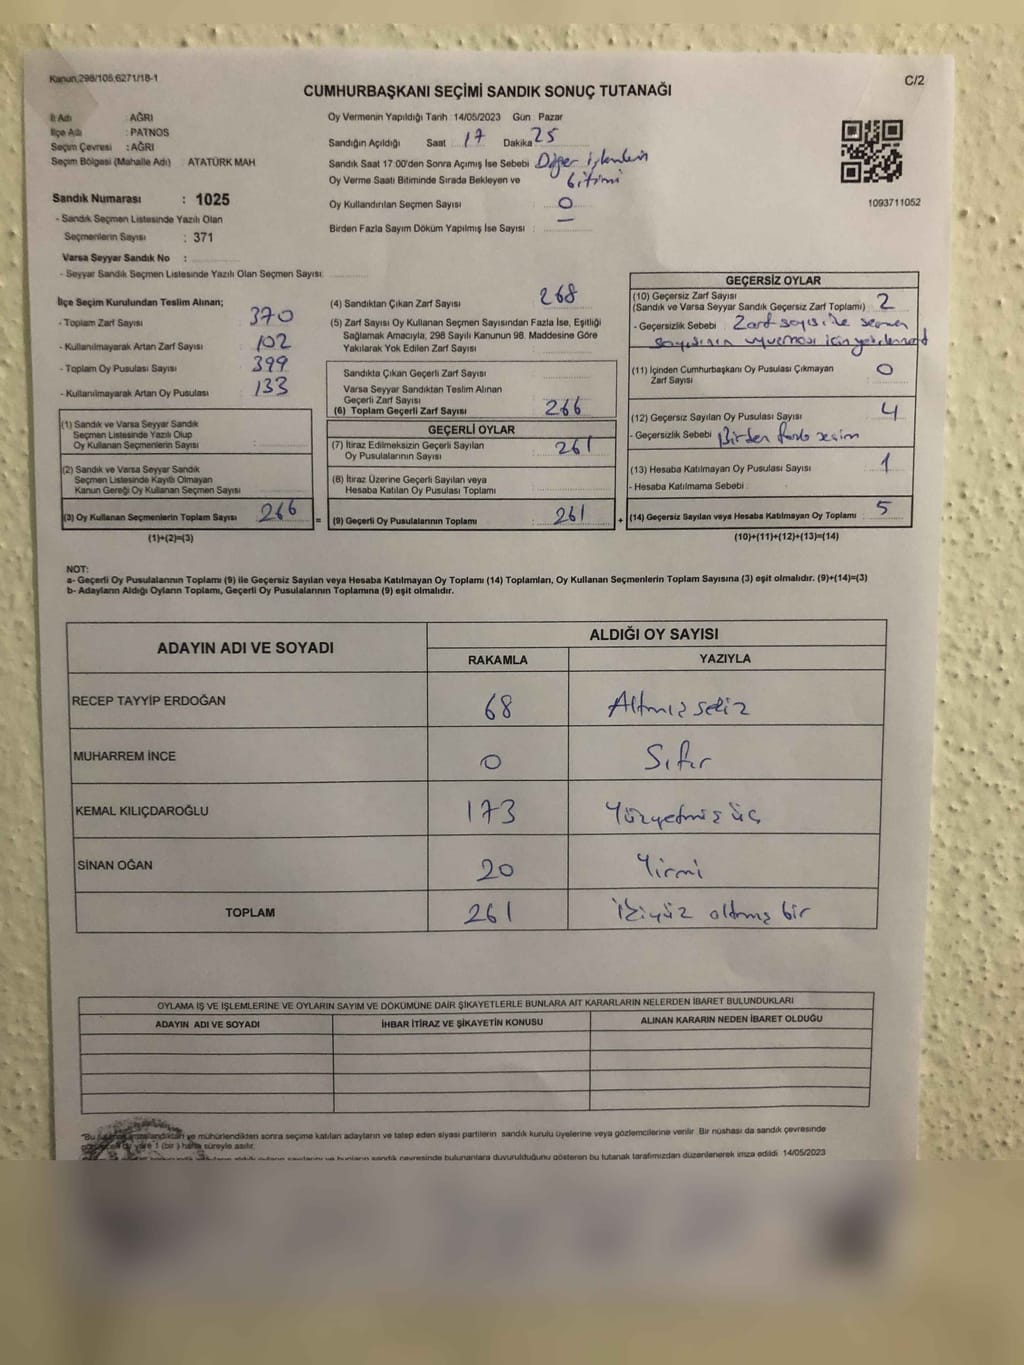 Kanun,298/105,6271/18-1
C/2
CUMHURBAŞKANI SEÇİMİ SANDIK SONUÇ TUTANAĞI
İl Adı : AĞRI
İlçe Adı : PATNOS
Seçim Çevresi : AĞRI
Seçim Bölgesi (Mahalle Adı) : ATATÜRK MAH
Sandık Numarası : 1025
- Sandık Seçmen Listesinde Yazılı Olan
Seçmenlerin Sayısı : 371
Varsa Seyyar Sandık No :
- Seyyar Sandık Seçmen Listesinde Yazılı Olan Seçmen Sayısı:
Oy Vermenin Yapıldığı Tarih 14/05/2023 Gün Pazar
Sandığın Açıldığı Saat 17 Dakika 25
Sandık Saat 17.00'den Sonra Açımış İse Sebebi Diğer işlemlerin
bitimi
Oy Verme Saati Bitiminde Sırada Bekleyen ve
Oy Kullandırılan Seçmen Sayısı : 0
Birden Fazla Sayım Döküm Yapılmış İse Sayısı : —
1093711052
İlçe Seçim Kurulundan Teslim Alınan;
- Toplam Zarf Sayısı 370
- Kullanılmayarak Artan Zarf Sayısı 102
- Toplam Oy Pusulası Sayısı 399
- Kullanılmayarak Artan Oy Pusulası 133
(1) Sandık ve Varsa Seyyar Sandık
Seçmen Listesinde Yazılı Olup
Oy Kullanan Seçmenlerin Sayısı :
(2) Sandık ve Varsa Seyyar Sandık
Seçmen Listesinde Kayıtlı Olmayan
Kanun Gereği Oy Kullanan Seçmen Sayısı
(3) Oy Kullanan Seçmenlerin Toplam Sayısı 266 =
(1)+(2)=(3)
(4) Sandıktan Çıkan Zarf Sayısı 268
(5) Zarf Sayısı Oy Kullanan Seçmen Sayısından Fazla İse, Eşitliği
Sağlamak Amacıyla, 298 Sayılı Kanunun 98. Maddesine Göre
Yakılarak Yok Edilen Zarf Sayısı :
Sandıkta Çıkan Geçerli Zarf Sayısı
Varsa Seyyar Sandıktan Teslim Alınan
Geçerli Zarf Sayısı
(6) Toplam Geçerli Zarf Sayısı 266
GEÇERLİ OYLAR
(7) İtiraz Edilmeksizin Geçerli Sayılan
Oy Pusulalarının Sayısı : 261
(8) İtiraz Üzerine Geçerli Sayılan veya
Hesaba Katılan Oy Pusulası Toplamı :
(9) Geçerli Oy Pusulalarının Toplamı : 261 +
GEÇERSİZ OYLAR
(10) Geçersiz Zarf Sayısı
(Sandık ve Varsa Seyyar Sandık Geçersiz Zarf Toplamı) 2
- Geçersizlik Sebebi : Zarf sayısı ile seçmen
sayısının uyuşması için
(11) İçinden Cumhurbaşkanı Oy Pusulası Çıkmayan
Zarf Sayısı : 0
(12) Geçersiz Sayılan Oy Pusulası Sayısı : 4
- Geçersizlik Sebebi Birden fazla seçim
(13) Hesaba Katılmayan Oy Pusulası Sayısı : 1
- Hesaba Katılmama Sebebi :
(14) Geçersiz Sayılan veya Hesaba Katılmayan Oy Toplamı : 5
(10)+(11)+(12)+(13)=(14)
NOT:
a- Geçerli Oy Pusulalarının Toplamı (9) ile Geçersiz Sayılan veya Hesaba Katılmayan Oy Toplamı (14) Toplamları, Oy Kullanan Seçmenlerin Toplam Sayısına (3) eşit olmalıdır. (9)+(14)=(3)
b- Adayların Aldığı Oyların Toplamı, Geçerli Oy Pusulalarının Toplamına (9) eşit olmalıdır.
ADAYIN ADI VE SOYADI
ALDIĞI OY SAYISI
RAKAMLA YAZIYLA
RECEP TAYYİP ERDOĞAN 68 Altmış sekiz
MUHARREM İNCE 0 Sıfır
KEMAL KILIÇDAROĞLU 173 Yüzyetmiş üç
SİNAN OĞAN 20 Yirmi
TOPLAM 261 İkiyüz altmış bir
OYLAMA İŞ VE İŞLEMLERİNE VE OYLARIN SAYIM VE DÖKÜMÜNE DAİR ŞİKAYETLERLE BUNLARA AİT KARARLARIN NELERDEN İBARET BULUNDUKLARI
ADAYIN ADI VE SOYADI İHBAR İTİRAZ VE ŞİKAYETİN KONUSU ALINAN KARARIN NEDEN İBARET OLDUĞU
"Bu ve mühürlendikten sonra seçime katılan adayların ve talep eden siyasi partilerin sandık kurulu üyelerine veya gözlemcilerine verilir. Bir nüshası da sandık çevresinde
yere 1 (bir) hafta süreyle asılır.
sandık çevresinde bulunanlara duyurulduğunu gösteren bu tutanak tarafımızdan düzenlenerek imza edildi 14/05/2023